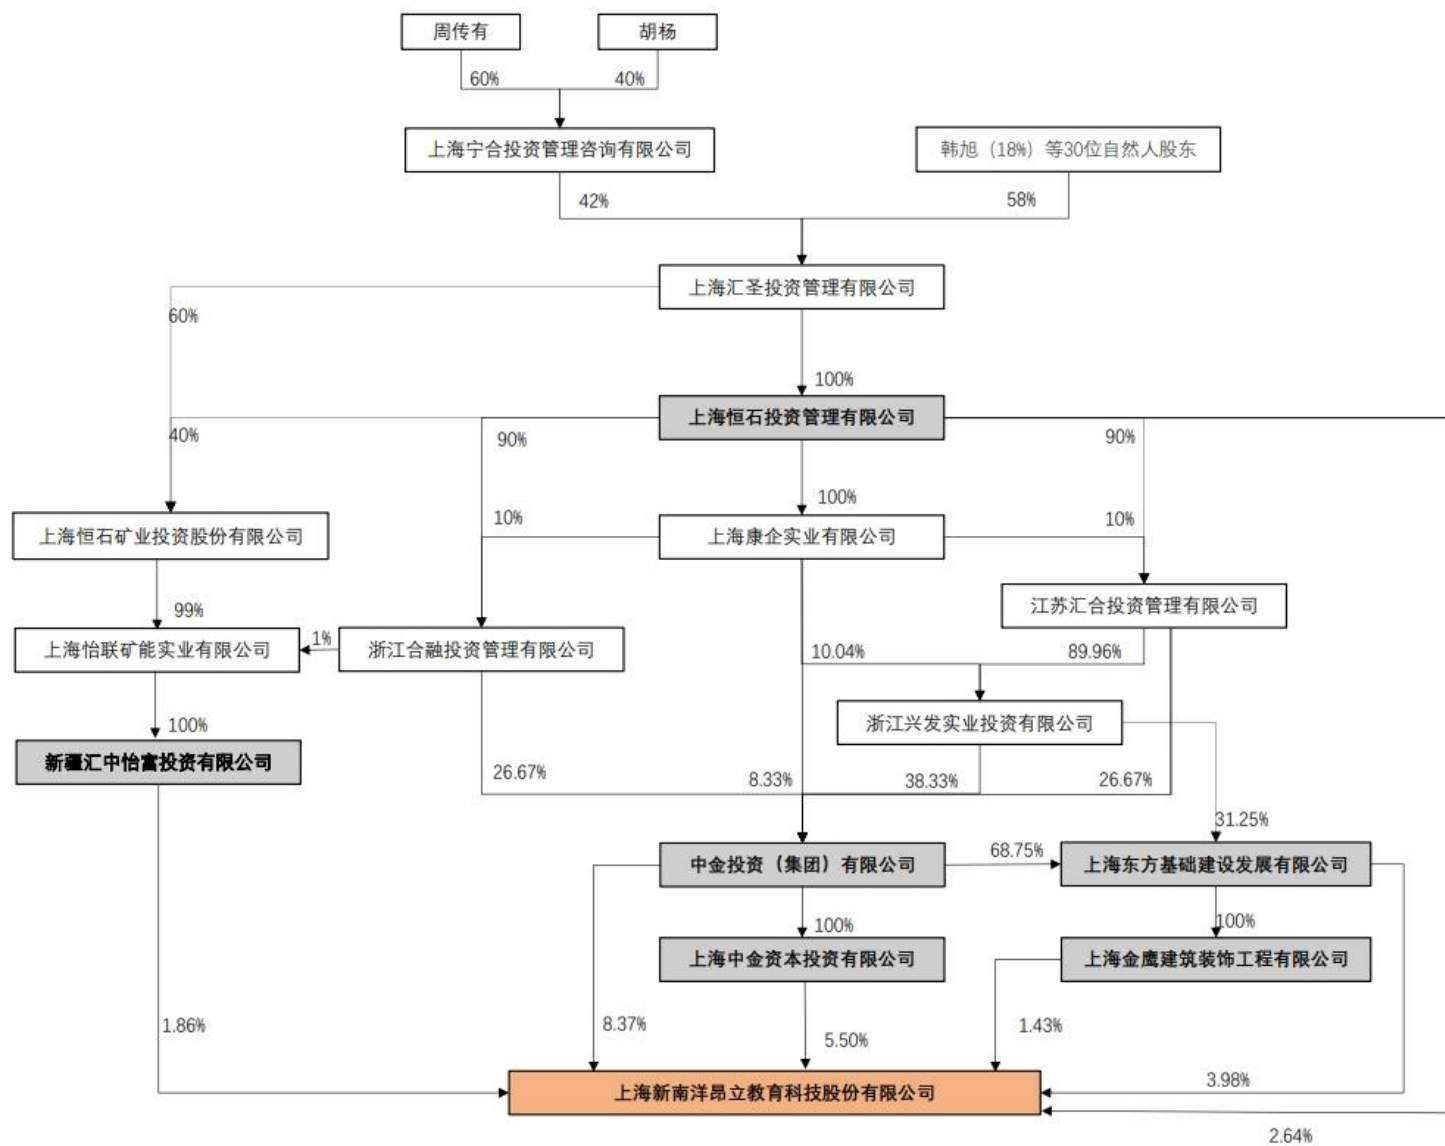 周传有
胡杨
60%
40%
上海宁合投资管理咨询有限公司
韩旭（18%）等30位自然人股东
42%
58%
上海汇圣投资管理有限公司
60%
100%
上海恒石投资管理有限公司
40%
90%
90%
100%
10%
10%
上海恒石矿业投资股份有限公司
上海康企实业有限公司
江苏汇合投资管理有限公司
99%
上海怡联矿能实业有限公司
1%
浙江合融投资管理有限公司
10.04%
89.96%
浙江兴发实业投资有限公司
100%
新疆汇中怡富投资有限公司
26.67%
8.33%
38.33%
26.67%
31.25%
中金投资（集团）有限公司
68.75%
上海东方基础建设发展有限公司
100%
100%
上海中金资本投资有限公司
上海金鹰建筑装饰工程有限公司
1.86%
8.37%
5.50%
1.43%
3.98%
上海新南洋昂立教育科技股份有限公司
2.64%